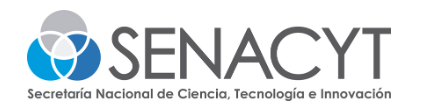 SENACYT
Secretaría Nacional de Ciencia, Tecnología e Innovación